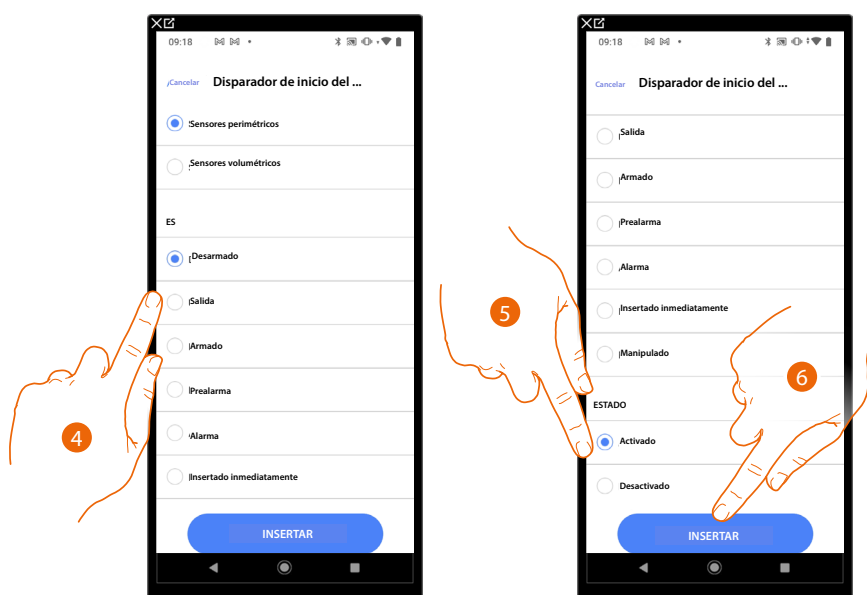 09:18
Cancelar Disparador de inicio del ...
Sensores perimétricos
Sensores volumétricos
ES
Desarmado
Salida
Armado
Prealarma
Alarma
Insertado inmediatamente
INSERTAR
4
09:18
Cancelar Disparador de inicio del ...
Salida
Armado
Prealarma
Alarma
Insertado inmediatamente
Manipulado
ESTADO
Activado
Desactivado
INSERTAR
5
6